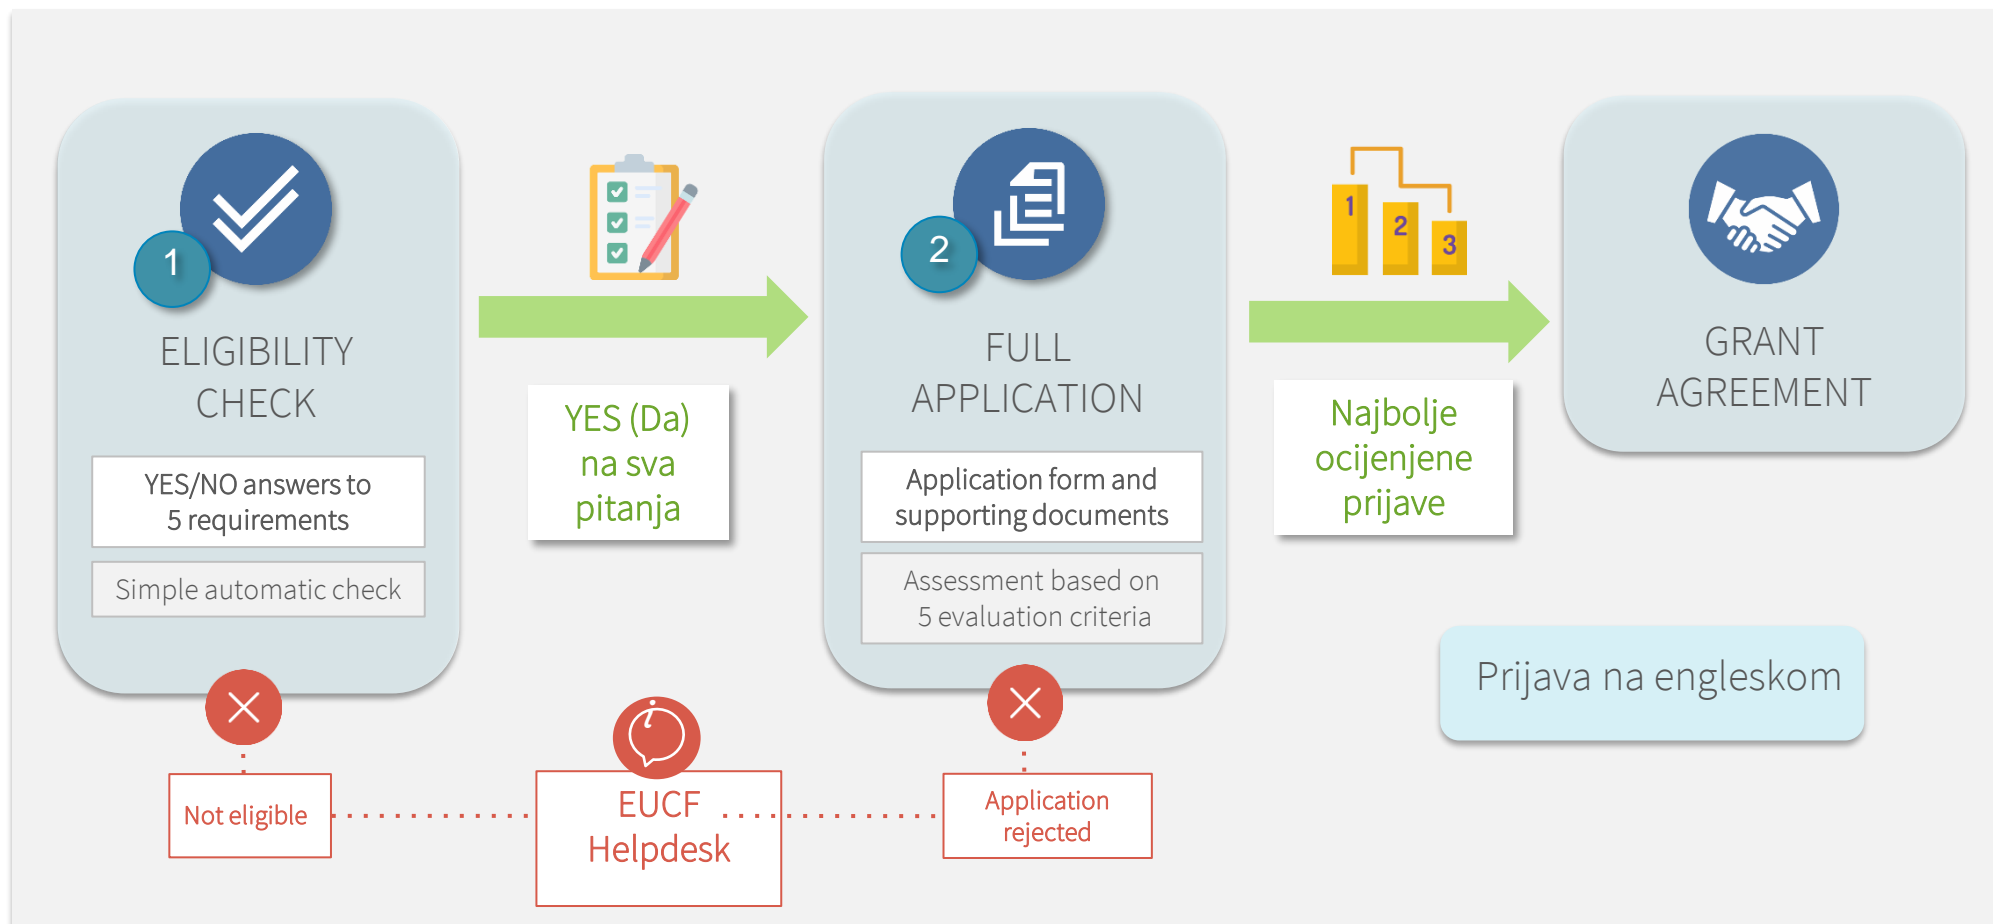 1
ELIGIBILITY
CHECK
YES/NO answers to
5 requirements
Simple automatic check
YES (Da)
na sva
pitanja
2
FULL
APPLICATION
Application form and
supporting documents
Assessment based on
5 evaluation criteria
1
2
3
Najbolje
ocijenjene
prijave
GRANT
AGREEMENT
Prijava na engleskom
Not eligible
i
EUCF
Helpdesk
Application
rejected